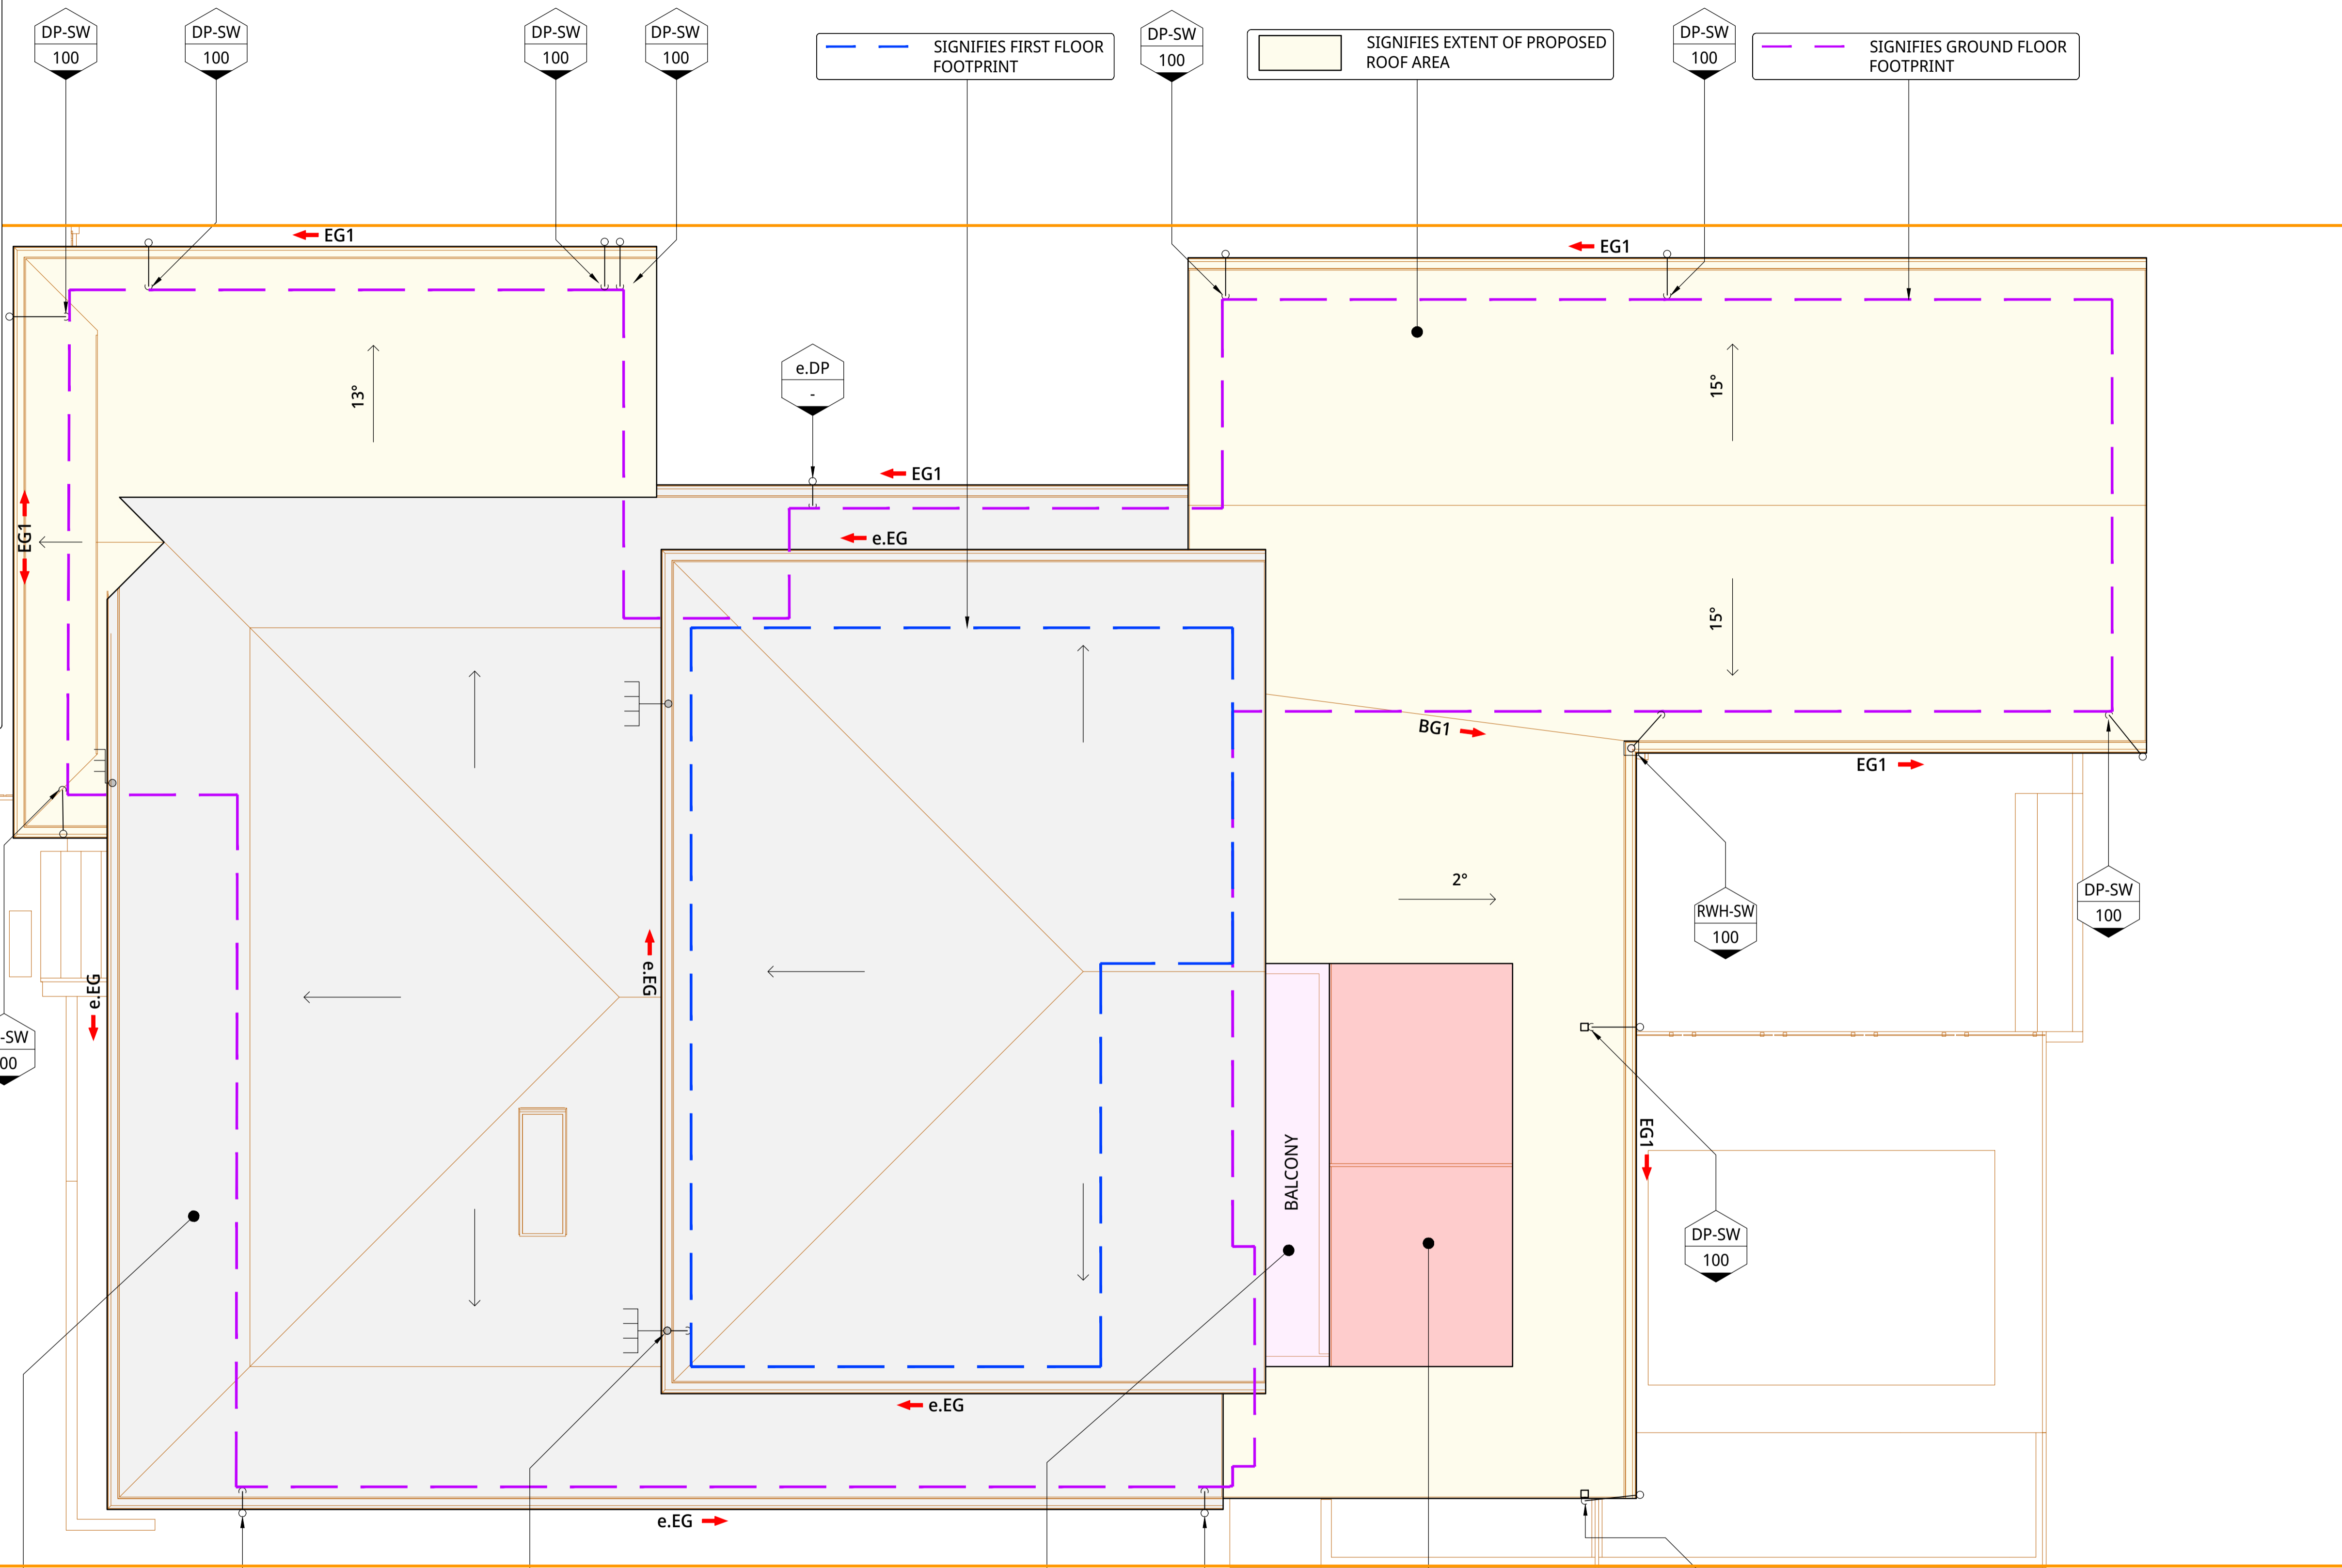 DP-SW
100
DP-SW
100
DP-SW
100
DP-SW
100
SIGNIFIES FIRST FLOOR
FOOTPRINT
DP-SW
100
SIGNIFIES EXTENT OF PROPOSED
ROOF AREA
DP-SW
100
SIGNIFIES GROUND FLOOR
FOOTPRINT
EG1
EG1
13°
e.DP
-
15°
EG1
EG1
e.EG
15°
BG1
EG1
2°
DP-SW
100
RWH-SW
100
e.EG
e.EG
-SW
00
EG1
BALCONY
DP-SW
100
e.EG
e.EG